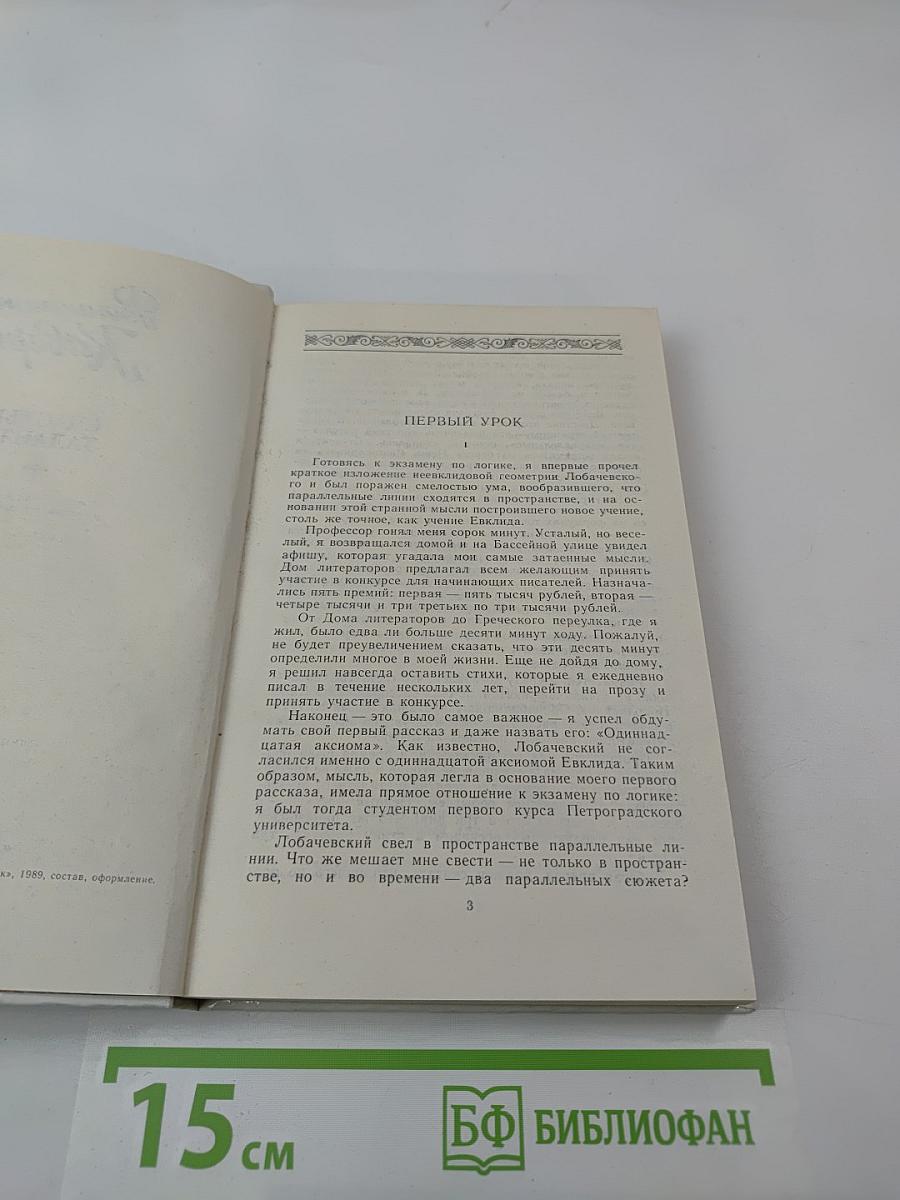 к», 1989, состав, оформление.
ПЕРВЫЙ УРОК
1
Готовясь к экзамену по логике, я впервые прочел
краткое изложение неевклидовой геометрии Лобачевско-
го и был поражен смелостью ума, вообразившего, что
параллельные линии сходятся в пространстве, и на ос-
новании этой странной мысли построившего новое учение,
столь же точное, как учение Евклида.
Профессор гонял меня сорок минут. Усталый, но весе-
лый, я возвращался домой и на Бассейной улице увидел
афишу, которая угадала мои самые затаенные мысли.
Дом литераторов предлагал всем желающим принять
участие в конкурсе для начинающих писателей. Назнача-
лись пять премий: первая — пять тысяч рублей, вторая —
четыре тысячи и три третьих по три тысячи рублей.
От Дома литераторов до Греческого переулка, где я
жил, было едва ли больше десяти минут ходу. Пожалуй,
не будет преувеличением сказать, что эти десять минут
определили многое в моей жизни. Еще не дойдя до дому,
я решил навсегда оставить стихи, которые я ежедневно
писал в течение нескольких лет, перейти на прозу и
принять участие в конкурсе.
Наконец — это было самое важное — я успел обду-
мать свой первый рассказ и даже назвать его: «Одиннад-
цатая аксиома». Как известно, Лобачевский не сог-
ласился именно с одиннадцатой аксиомой Евклида. Таким
образом, мысль, которая легла в основание моего первого
рассказа, имела прямое отношение к экзамену по логике:
я был тогда студентом первого курса Петроградского
университета.
Лобачевский свел в пространстве параллельные ли-
нии. Что же мешает мне свести — не только в простран-
стве, но и во времени — два параллельных сюжета?
3
15 см
БФ БИБЛИОФАН